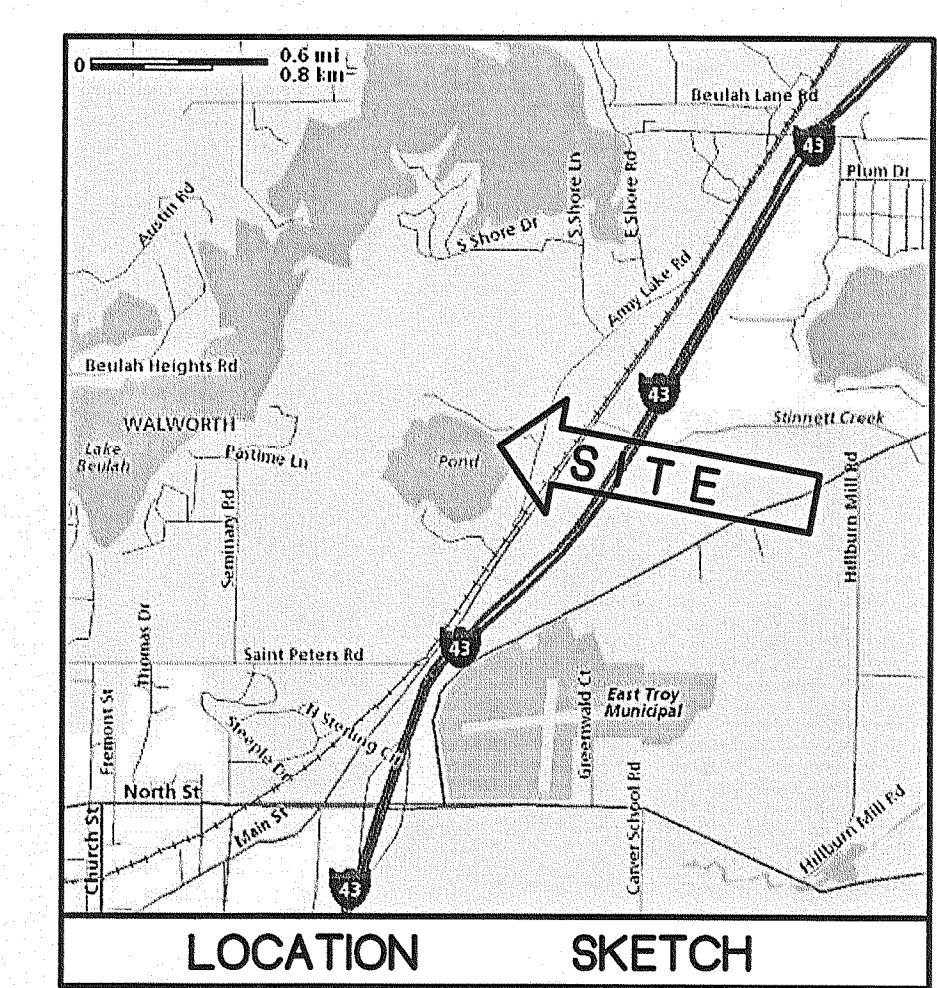 0
0.6 mi
0.8 km
Beulah Lane Rd
43
Plum Dr
Austin Rd
S Shore Ln
E Shore Rd
S Shore Dr
Army Lake Rd
Beulah Heights Rd
43
WALWORTH
Stinnett Creek
Lake
Beulah
Pastime Ln
Pond
SITE
Seminary Rd
Hillburn Mill Rd
Thomas Dr
Saint Peters Rd
43
Fremont St
Steeple Dr
N Sterling
Greenwald Ct
East Troy
Municipal
North St
Main St
Church St
Carver School Rd
Hillburn Mill Rd
43
LOCATION SKETCH